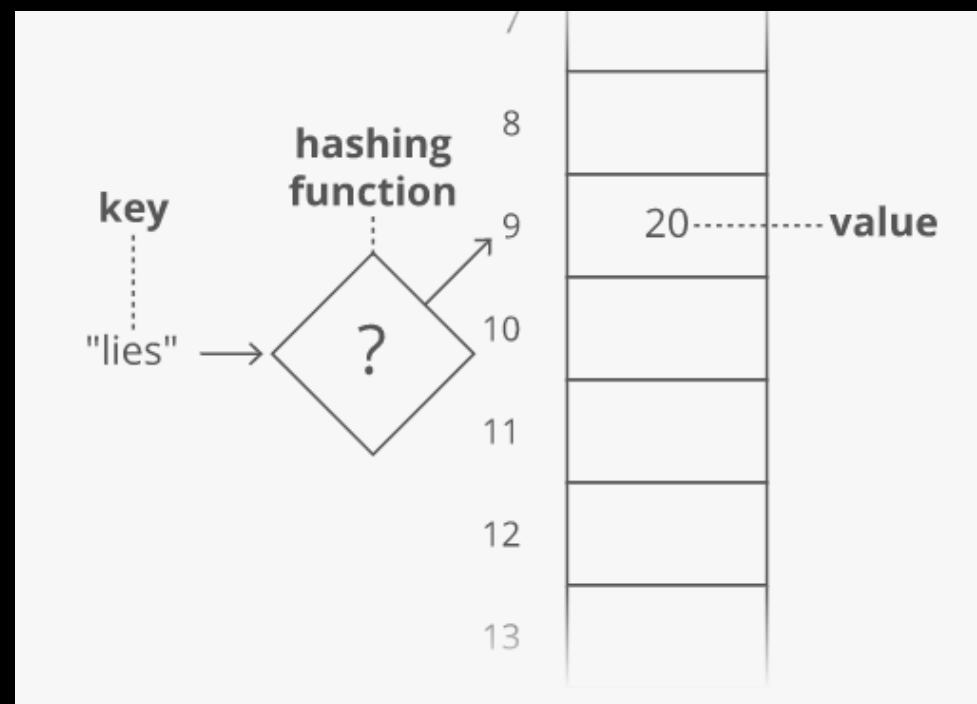 7
8
hashing
function
key
9
20
value
"lies"
?
10
11
12
13